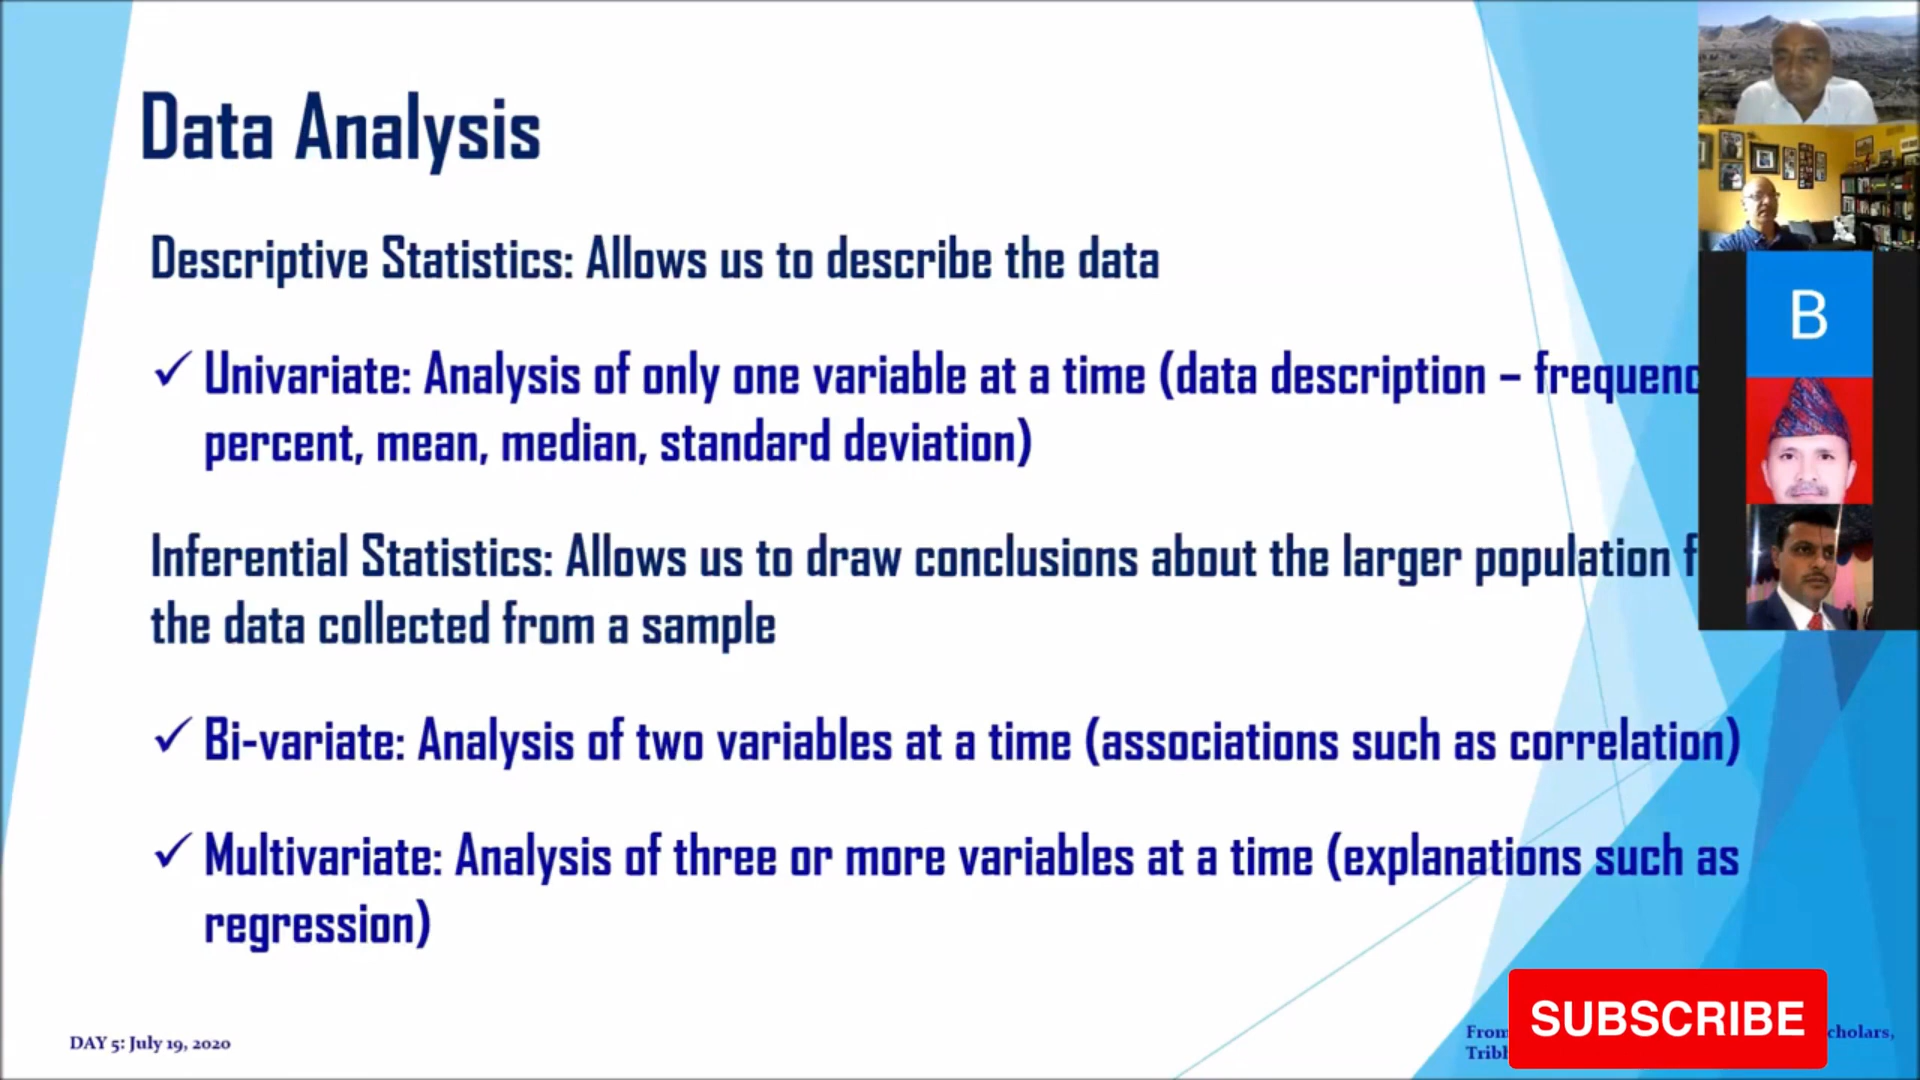 Data Analysis
Descriptive Statistics: Allows us to describe the data
✓ Univariate: Analysis of only one variable at a time (data description – frequenc
percent, mean, median, standard deviation)
Inferential Statistics: Allows us to draw conclusions about the larger population f
the data collected from a sample
✓ Bi-variate: Analysis of two variables at a time (associations such as correlation)
✓ Multivariate: Analysis of three or more variables at a time (explanations such as
regression)
B
DAY 5: July 19, 2020
From cholars,
Tribh
SUBSCRIBE